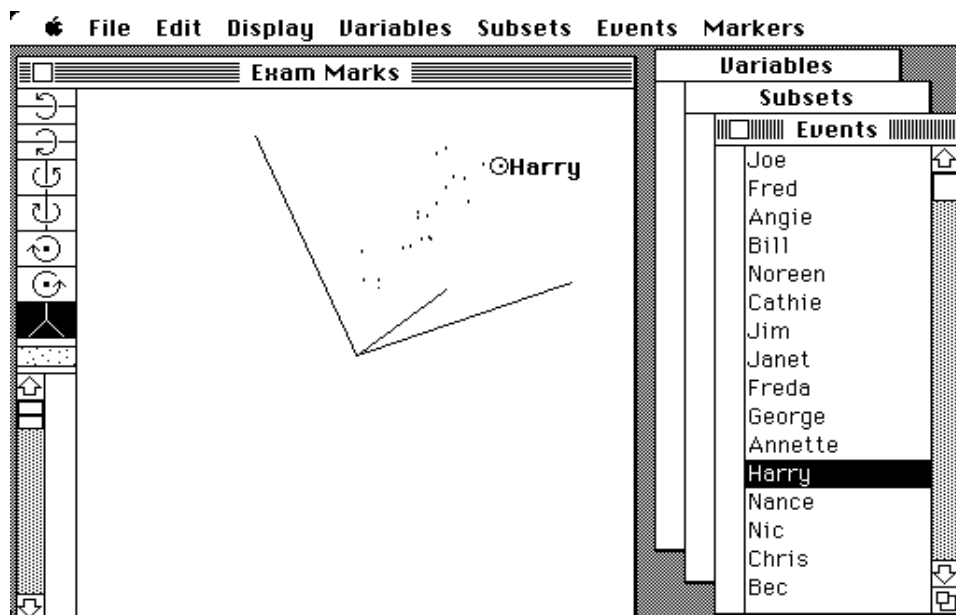 File Edit Display Variables Subsets Events Markers
Exam Marks
Variables
Subsets
Events
Harry
Joe
Fred
Angie
Bill
Noreen
Cathie
Jim
Janet
Freda
George
Annette
Harry
Nance
Nic
Chris
Bec